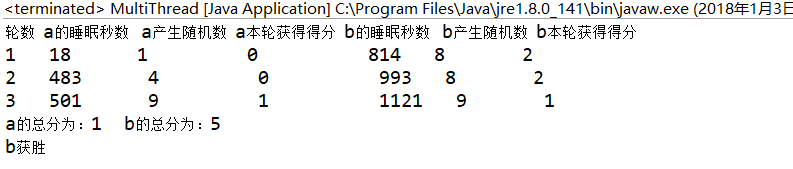 <terminated> MultiThread [Java Application] C:\Program Files\Java\jre1.8.0_141\bin\javaw.exe (2018年1月3日
轮数 a的睡眠秒数 a产生随机数 a本轮获得得分 b的睡眠秒数 b产生随机数 b本轮获得得分
1 18 1 0 814 8 2
2 483 4 0 993 8 2
3 501 9 1 1121 9 1
a的总分为：1 b的总分为：5
b获胜